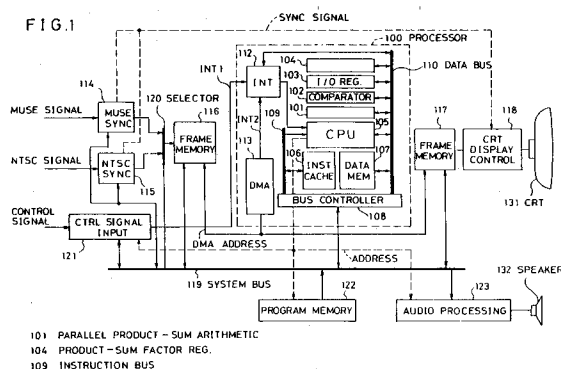 FIG.1
SYNC SIGNAL
100 PROCESSOR
114
MUSE SYNC
MUSE SIGNAL
NTSC SIGNAL
NTSC SYNC
115
CONTROL SIGNAL
CTRL SIGNAL INPUT
121
120 SELECTOR
116
FRAME MEMORY
INT1
INT2
112
INT
113
DMA
104
103
I/O REG.
102
COMPARATOR
101
105
CPU
109
106
INST CACHE
107
DATA MEM
BUS CONTROLLER
108
110 DATA BUS
117
FRAME MEMORY
118
CRT DISPLAY CONTROL
131 CRT
DMA ADDRESS
ADDRESS
119 SYSTEM BUS
122
PROGRAM MEMORY
123
AUDIO PROCESSING
132 SPEAKER
101 PARALLEL PRODUCT-SUM ARITHMETIC
104 PRODUCT-SUM FACTOR REG.
109 INSTRUCTION BUS